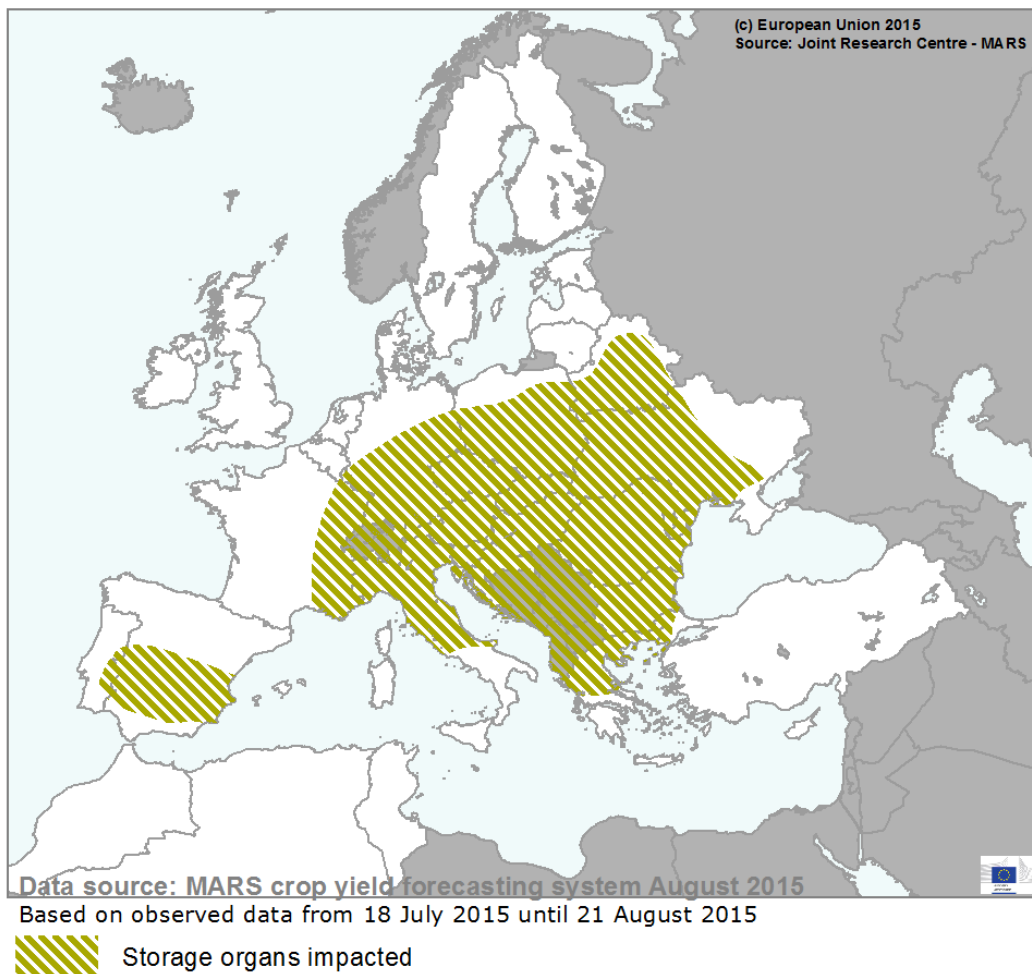 (c) European Union 2015
Source: Joint Research Centre - MARS
Data source: MARS crop yield forecasting system August 2015
Based on observed data from 18 July 2015 until 21 August 2015
Storage organs impacted